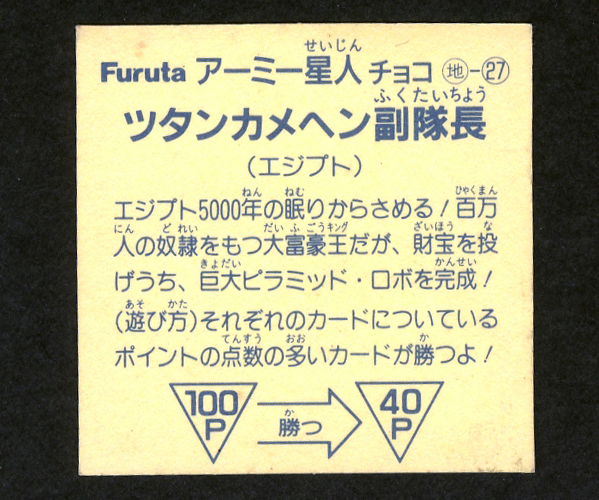 Furuta アーミー星人チョコ 地-27
ツタンカメヘン副隊長
(エジプト)
エジプト5000年の眠りからさめる!百万
人の奴隷をもつ大富豪王だが、財宝を投
げうち、巨大ピラミッド・ロボを完成!
(遊び方)それぞれのカードについている
ポイントの点数の多いカードが勝つよ!
100P 勝つ 40P